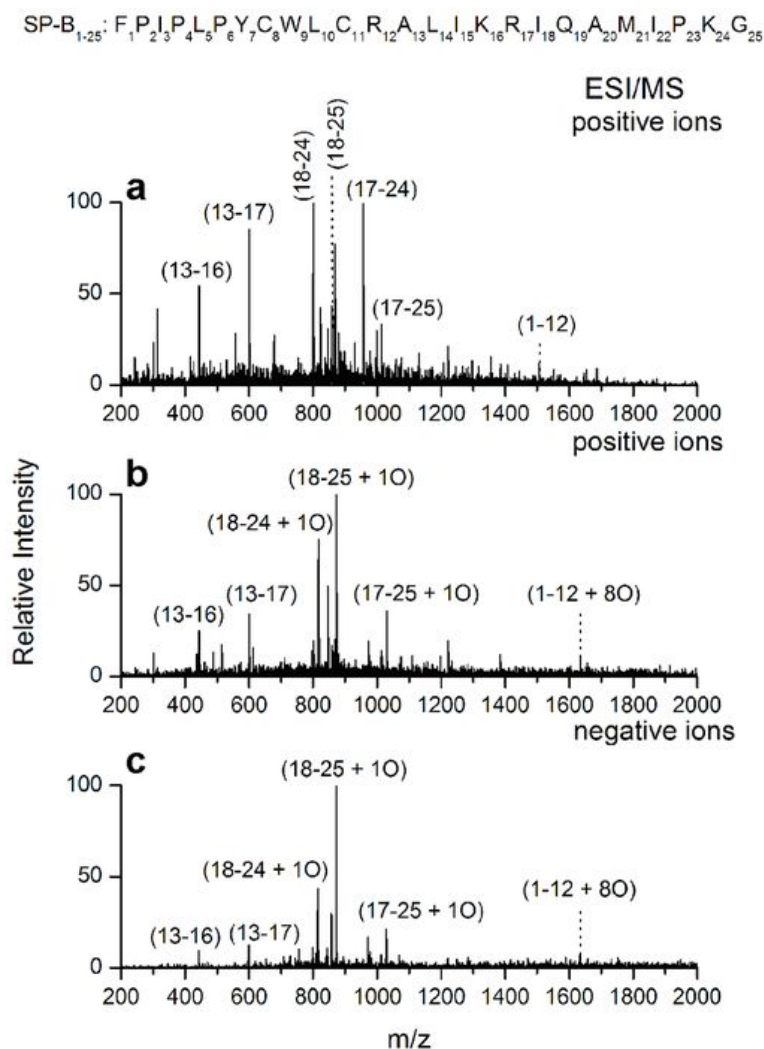 SP-B₁₋₂₅: F₁P₂I₃P₄L₅P₆Y₇C₈W₉L₁₀C₁₁R₁₂A₁₃L₁₄I₁₅K₁₆R₁₇I₁₈Q₁₉A₂₀M₂₁I₂₂P₂₃K₂₄G₂₅
ESI/MS
positive ions
a
(18-24)
(18-25)
(17-24)
(13-17)
(13-16)
(17-25)
(1-12)
100
50
0
200 400 600 800 1000 1200 1400 1600 1800 2000
positive ions
b
(18-25 + 1O)
(18-24 + 1O)
(13-16)
(13-17)
(17-25 + 1O)
(1-12 + 8O)
100
50
0
200 400 600 800 1000 1200 1400 1600 1800 2000
Relative Intensity
negative ions
c
(18-25 + 1O)
(18-24 + 1O)
(13-16)
(13-17)
(17-25 + 1O)
(1-12 + 8O)
100
50
0
200 400 600 800 1000 1200 1400 1600 1800 2000
m/z